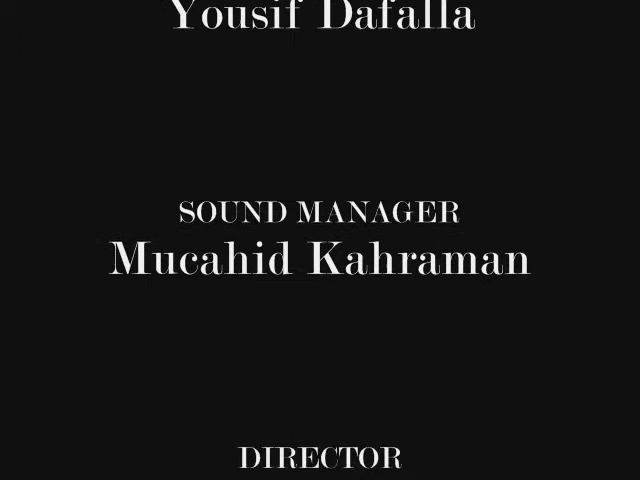 Yousif Dafalla
SOUND MANAGER
Mucahid Kahraman
DIRECTOR